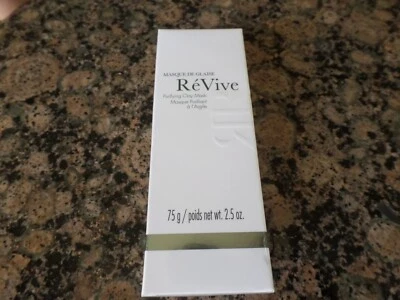 MASQUE DE GLAISE
RéVive
Purifying Clay Mask
Masque Purifiant
à l'Argile
75 g / poids net wt. 2.5 oz.